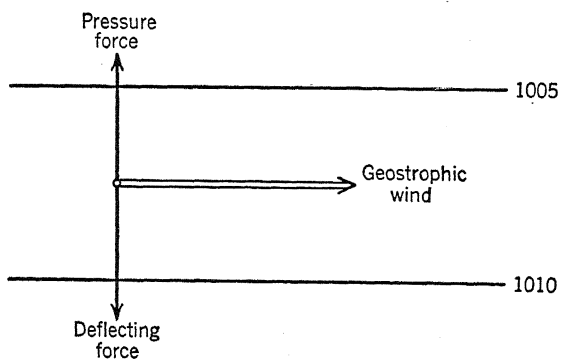 Pressure
force
1005
Geostrophic
wind
1010
Deflecting
force